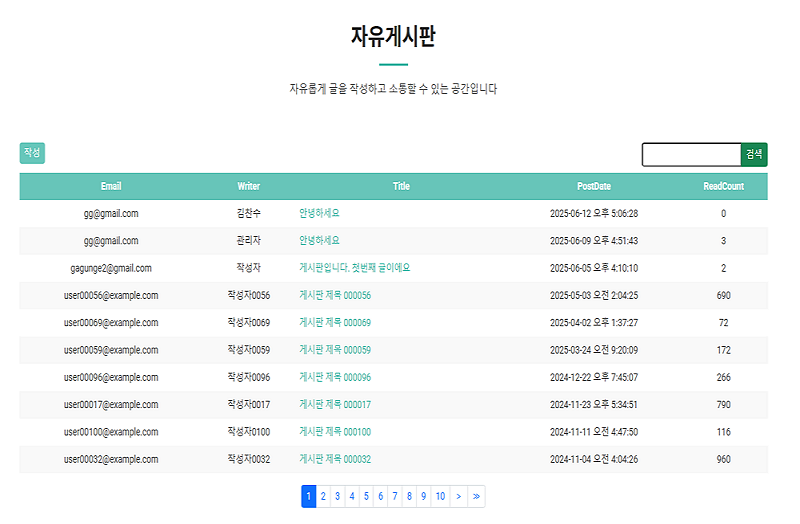 자유게시판
자유롭게 글을 작성하고 소통할 수 있는 공간입니다
작성 검색
Email Writer Title PostDate ReadCount
gg@gmail.com 김찬수 안녕하세요 2025-06-12 오후 5:06:28 0
gg@gmail.com 관리자 안녕하세요 2025-06-09 오후 4:51:43 3
gagunge2@gmail.com 작성자 게시판입니다. 첫번째 글이에요 2025-06-05 오후 4:10:10 2
user00056@example.com 작성자0056 게시판 제목 000056 2025-05-03 오전 2:04:25 690
user00069@example.com 작성자0069 게시판 제목 000069 2025-04-02 오후 1:37:27 72
user00059@example.com 작성자0059 게시판 제목 000059 2025-03-24 오전 9:20:09 172
user00096@example.com 작성자0096 게시판 제목 000096 2024-12-22 오후 7:45:07 266
user00017@example.com 작성자0017 게시판 제목 000017 2024-11-23 오후 5:34:51 790
user00100@example.com 작성자0100 게시판 제목 000100 2024-11-11 오전 4:47:50 116
user00032@example.com 작성자0032 게시판 제목 000032 2024-11-04 오후 4:04:26 960
1 2 3 4 5 6 7 8 9 10 > »